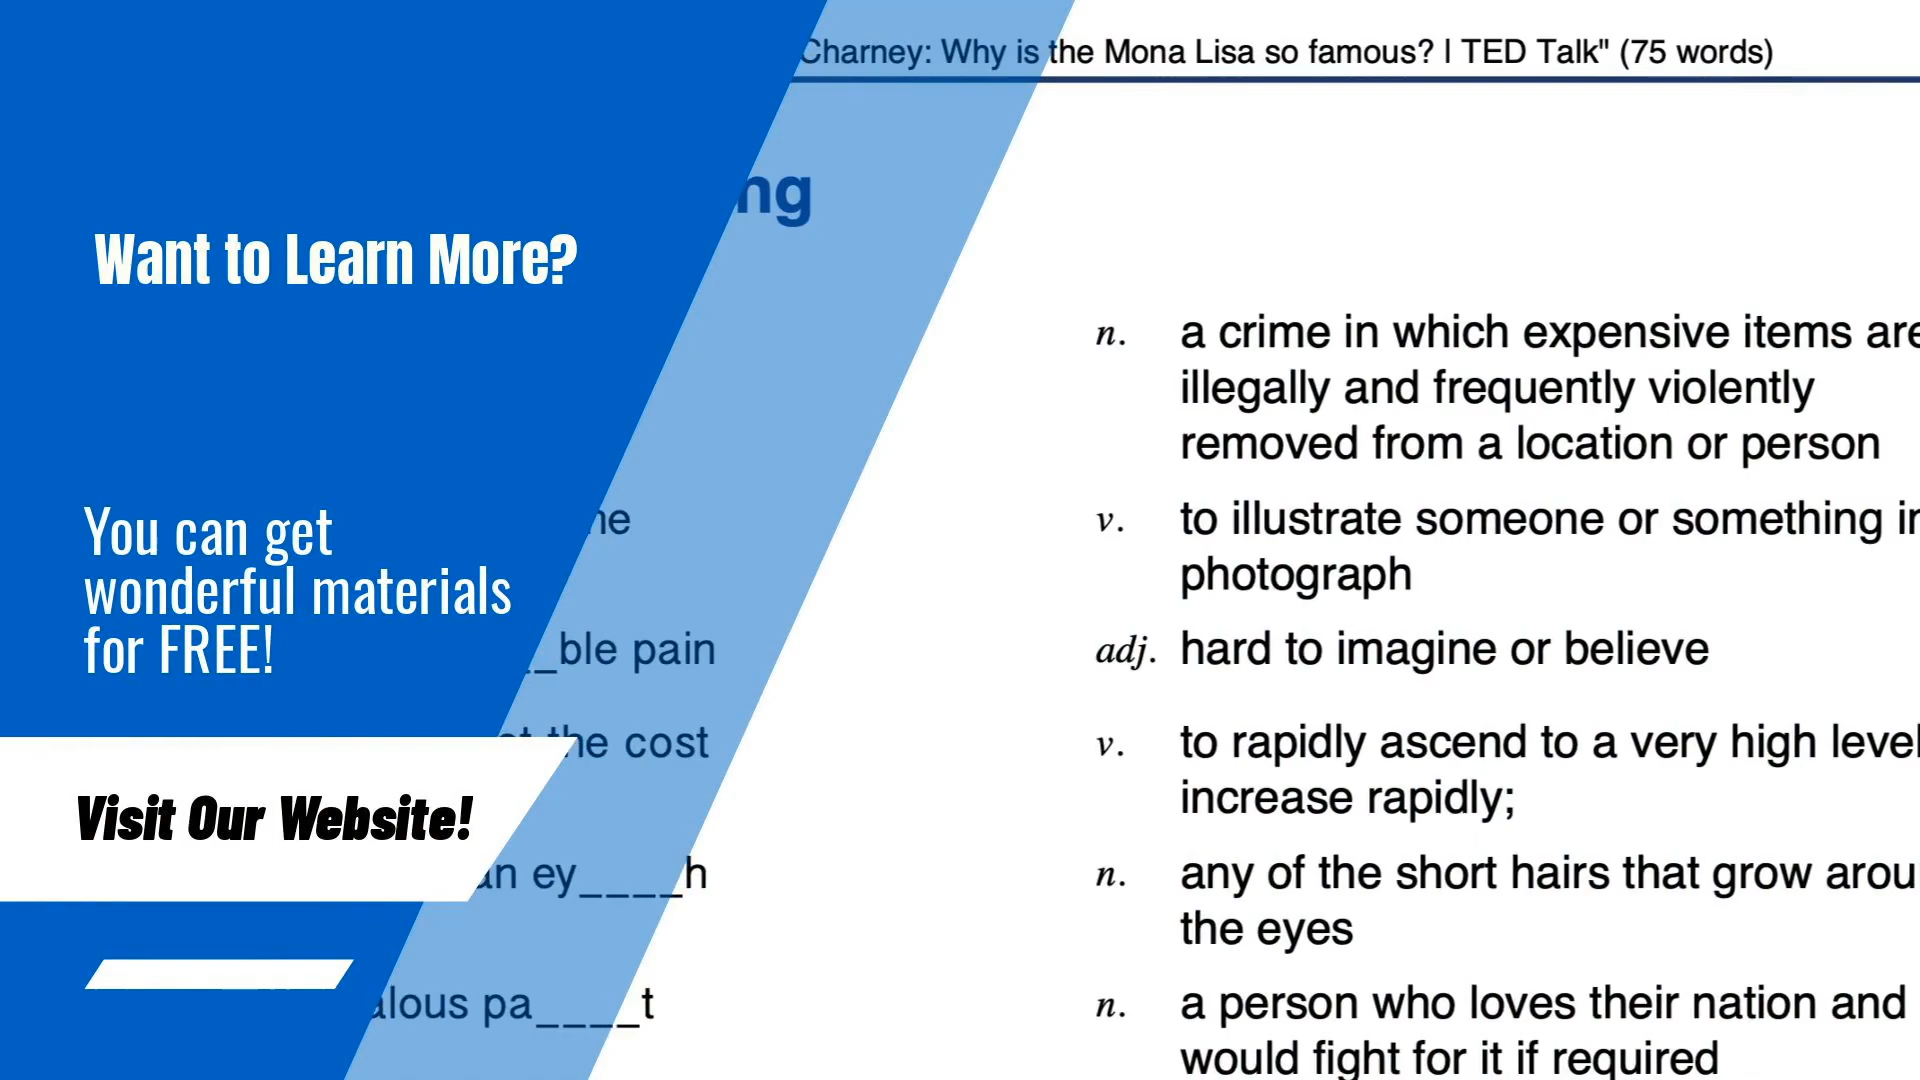 Charney: Why is the Mona Lisa so famous? | TED Talk" (75 words)
Want to Learn More?
You can get
wonderful materials
for FREE!
Visit Our Website!
n. a crime in which expensive items are
illegally and frequently violently
removed from a location or person
v. to illustrate someone or something in
photograph
_ble pain adj. hard to imagine or believe
the cost v. to rapidly ascend to a very high level
increase rapidly;
ey____h n. any of the short hairs that grow
the eyes
pa____t n. a person who loves their nation and
would fight for it if required